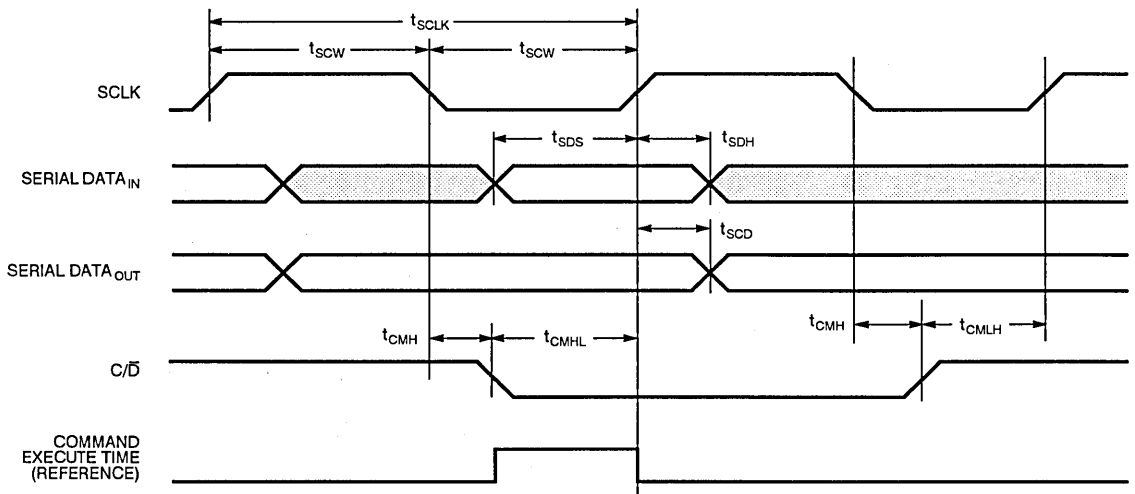 tSCLK
tSCW
tSCW
SCLK
tSDS
tSDH
SERIAL DATAIN
tSCD
SERIAL DATAOUT
tCMH
tCMHL
tCMH
tCMLH
C/D̅
COMMAND
EXECUTE TIME
(REFERENCE)